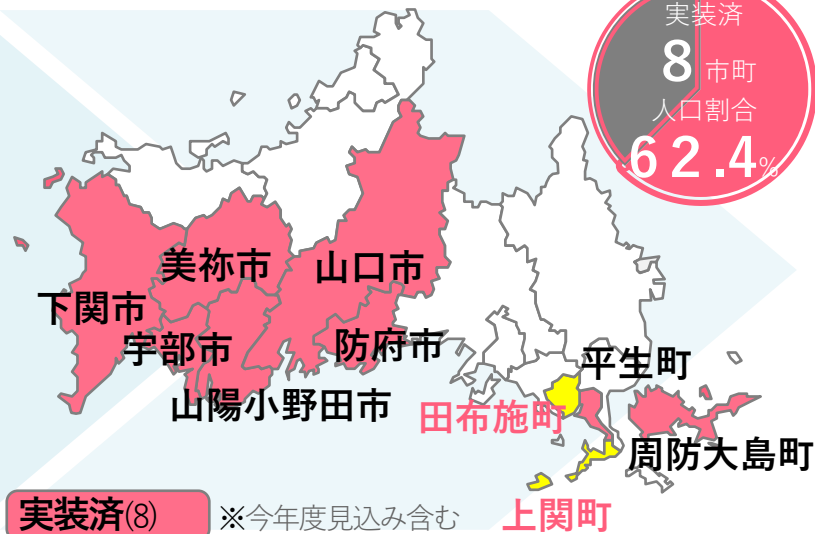 実装済
8市町
人口割合
62.4%
美祢市
山口市
下関市
宇部市
防府市
平生町
山陽小野田市
田布施町
周防大島町
実装済(8)
※今年度見込み含む
上関町